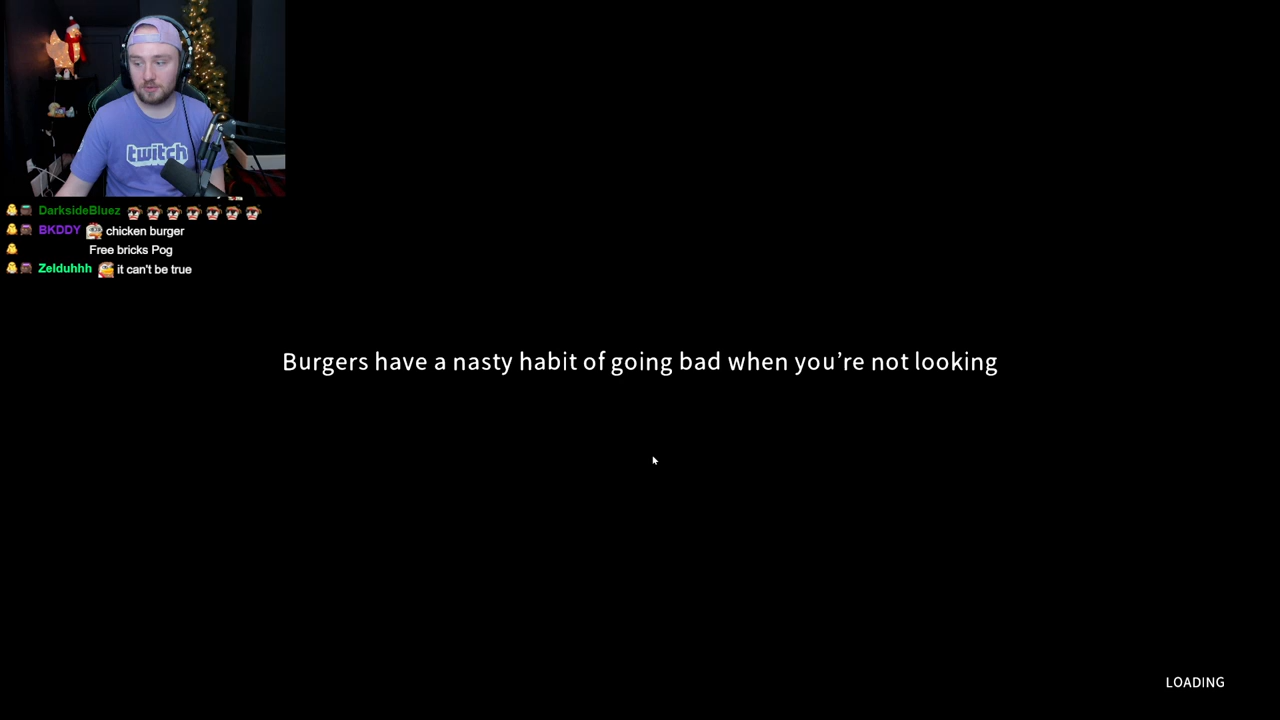 twitch
DarksideBluez
BKDDY chicken burger
Free bricks Pog
Zelduhhh it can't be true
Burgers have a nasty habit of going bad when you’re not looking
LOADING